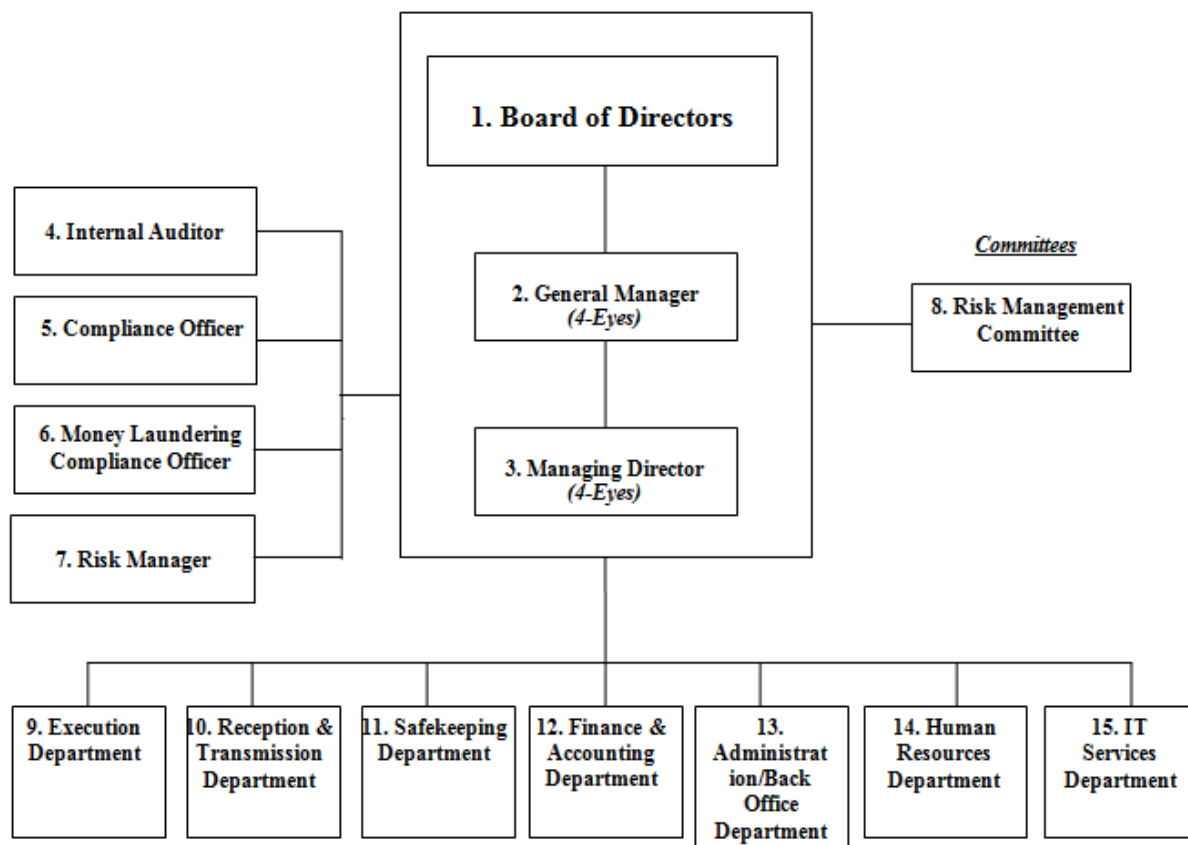 1. Board of Directors
2. General Manager
(4-Eyes)
3. Managing Director
(4-Eyes)
4. Internal Auditor
5. Compliance Officer
6. Money Laundering
Compliance Officer
7. Risk Manager
Committees
8. Risk Management
Committee
9. Execution
Department
10. Reception &
Transmission
Department
11. Safekeeping
Department
12. Finance &
Accounting
Department
13.
Administrat
ion/Back
Office
Department
14. Human
Resources
Department
15. IT
Services
Department